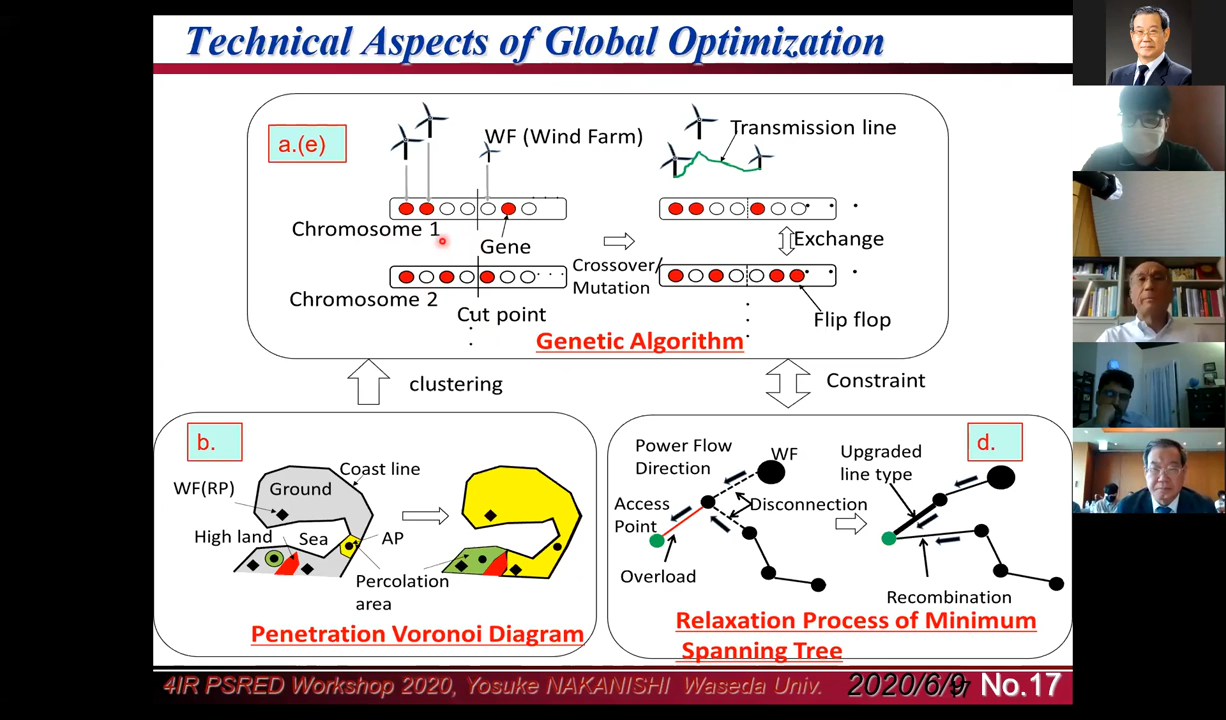 Technical Aspects of Global Optimization
a.(e)
WF (Wind Farm)
Transmission line
Chromosome 1
Gene
Exchange
Crossover/
Mutation
Chromosome 2
Cut point
Flip flop
Genetic Algorithm
clustering
Constraint
b.
Coast line
WF(RP)
Ground
High land
Sea
AP
Percolation
area
Penetration Voronoi Diagram
d.
Power Flow
Direction
WF
Upgraded
line type
Access
Point
Disconnection
Overload
Recombination
Relaxation Process of Minimum
Spanning Tree
4IR PSRED Workshop 2020, Yosuke NAKANISHI Waseda Univ.
No.17